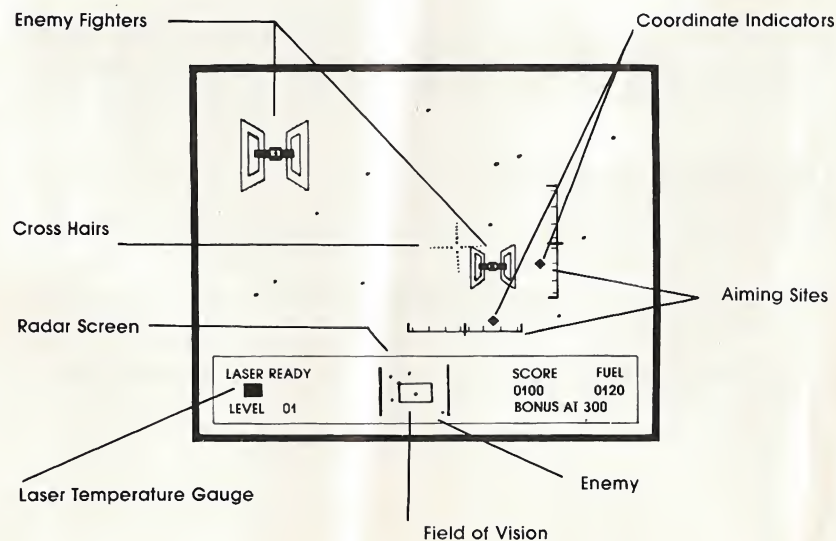 Enemy Fighters
Coordinate Indicators
Cross Hairs
Aiming Sites
Radar Screen
LASER READY
SCORE FUEL
0100 0120
LEVEL 01
BONUS AT 300
Laser Temperature Gauge
Enemy
Field of Vision